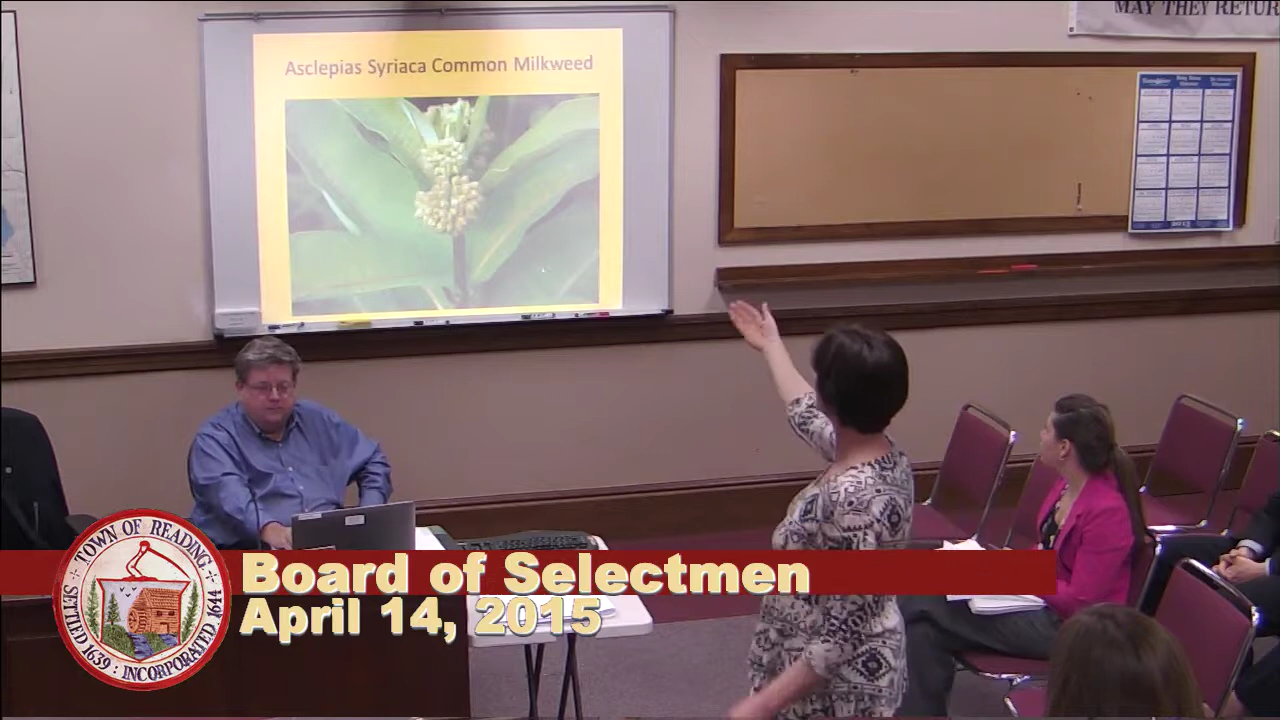 MAY THEY RETUR
Asclepias Syriaca Common Milkweed
TOWN OF READING
SETTLED 1639 : INCORPORATED 1644
Board of Selectmen
April 14, 2015